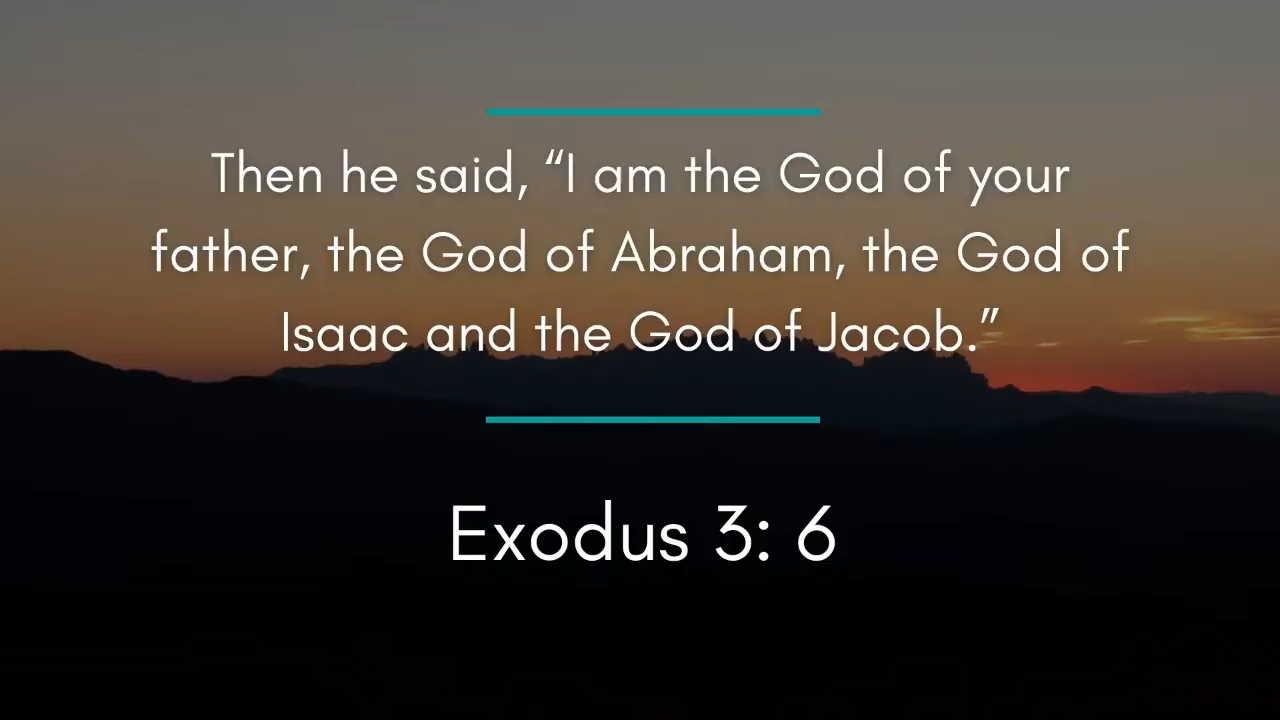 Then he said, “I am the God of your
father, the God of Abraham, the God of
Isaac and the God of Jacob.”
Exodus 3: 6